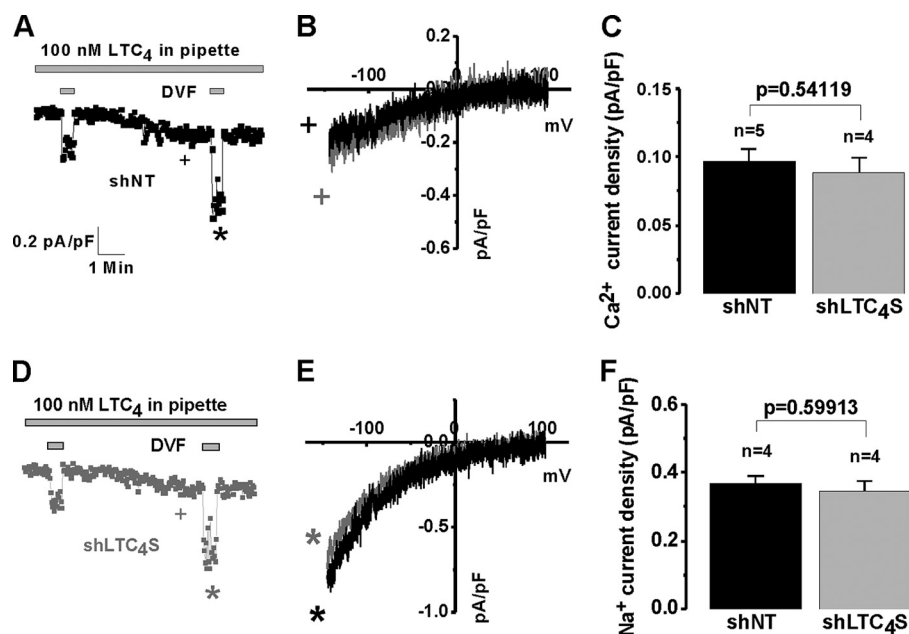 A
100 nM LTC4 in pipette
DVF
shNT
+
0.2 pA/pF
1 Min
*
B
0.2
-100
0
100
0.0
mV
+
-0.2
+
-0.4
-0.6
pA/pF
C
Ca2+ current density (pA/pF)
0.15
0.10
0.05
0.00
p=0.54119
n=5
n=4
shNT
shLTC4S
D
100 nM LTC4 in pipette
DVF
+
shLTC4S
*
E
-100
0
100
0.0
mV
-0.5
*
*
-1.0
pA/pF
F
Na+ current density (pA/pF)
0.6
0.4
0.2
0.0
p=0.59913
n=4
n=4
shNT
shLTC4S